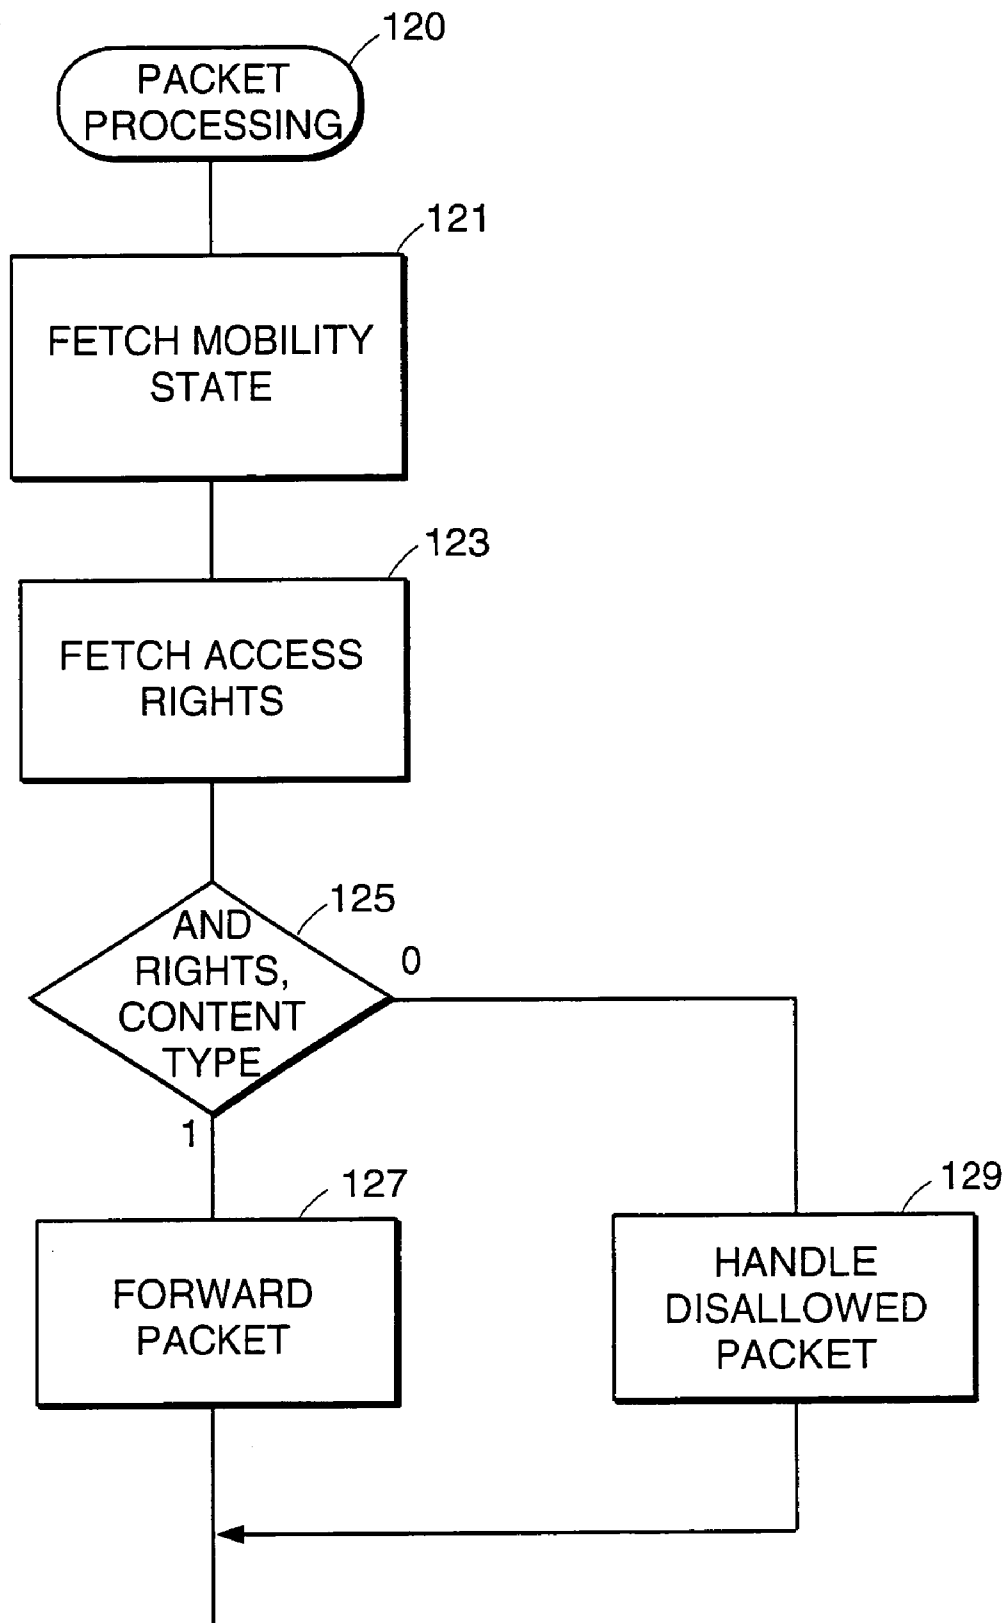 120
PACKET
PROCESSING
121
FETCH MOBILITY
STATE
123
FETCH ACCESS
RIGHTS
125
AND
RIGHTS,
CONTENT
TYPE
0
1
127
FORWARD
PACKET
129
HANDLE
DISALLOWED
PACKET